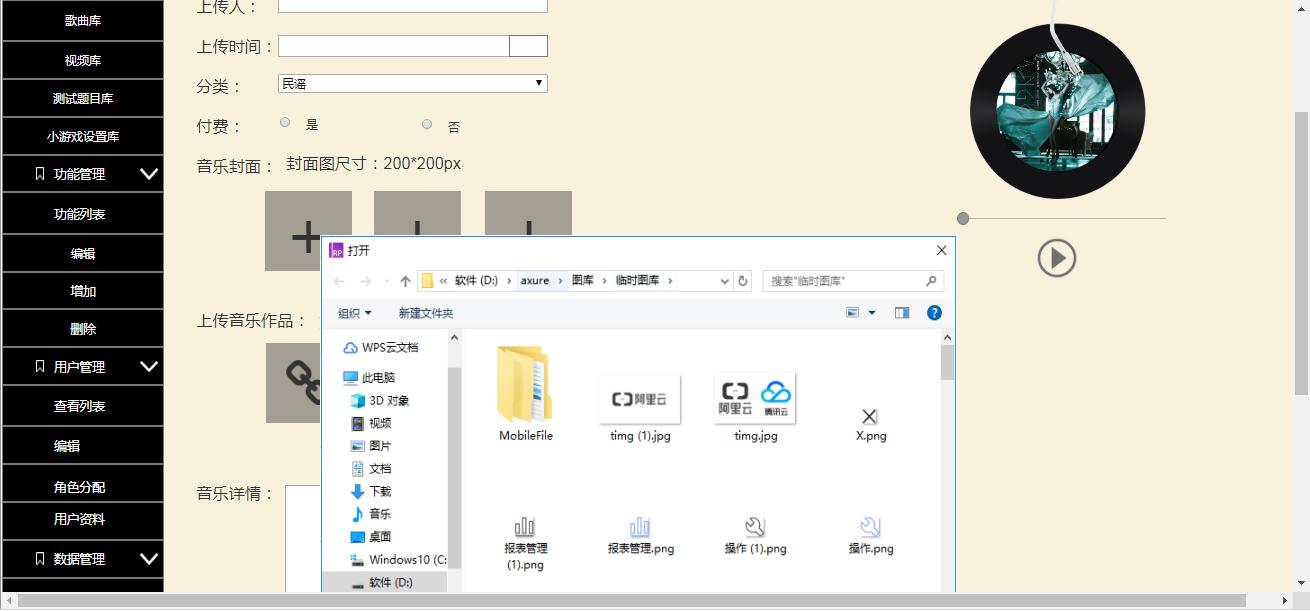 歌曲库
视频库
测试题目库
小游戏设置库
功能管理
功能列表
编辑
增加
删除
用户管理
查看列表
编辑
角色分配
用户资料
数据管理
上传人：
上传时间：
分类：
民谣
付费：
是
否
音乐封面：
封面图尺寸：200*200px
上传音乐作品：
音乐详情：
RP 打开
« 软件 (D:) › axure › 图库 › 临时图库 ›
搜索"临时图库"
组织
新建文件夹
?
WPS云文档
此电脑
3D 对象
视频
图片
文档
下载
音乐
桌面
Windows10 (C:
软件 (D:)
MobileFile
阿里云
timg (1).jpg
阿里云
腾讯云
timg.jpg
X.png
报表管理
(1).png
报表管理.png
操作 (1).png
操作.png